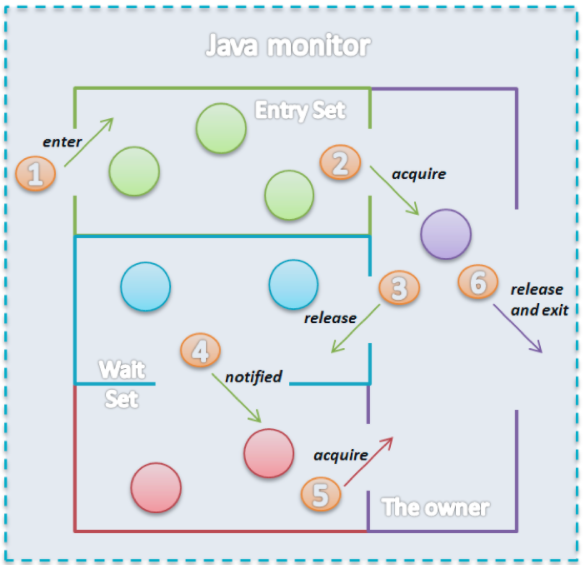 Java monitor
Entry Set
enter
1
2
acquire
3
6
release
and exit
release
4
Wait
Set
notified
acquire
5
The owner